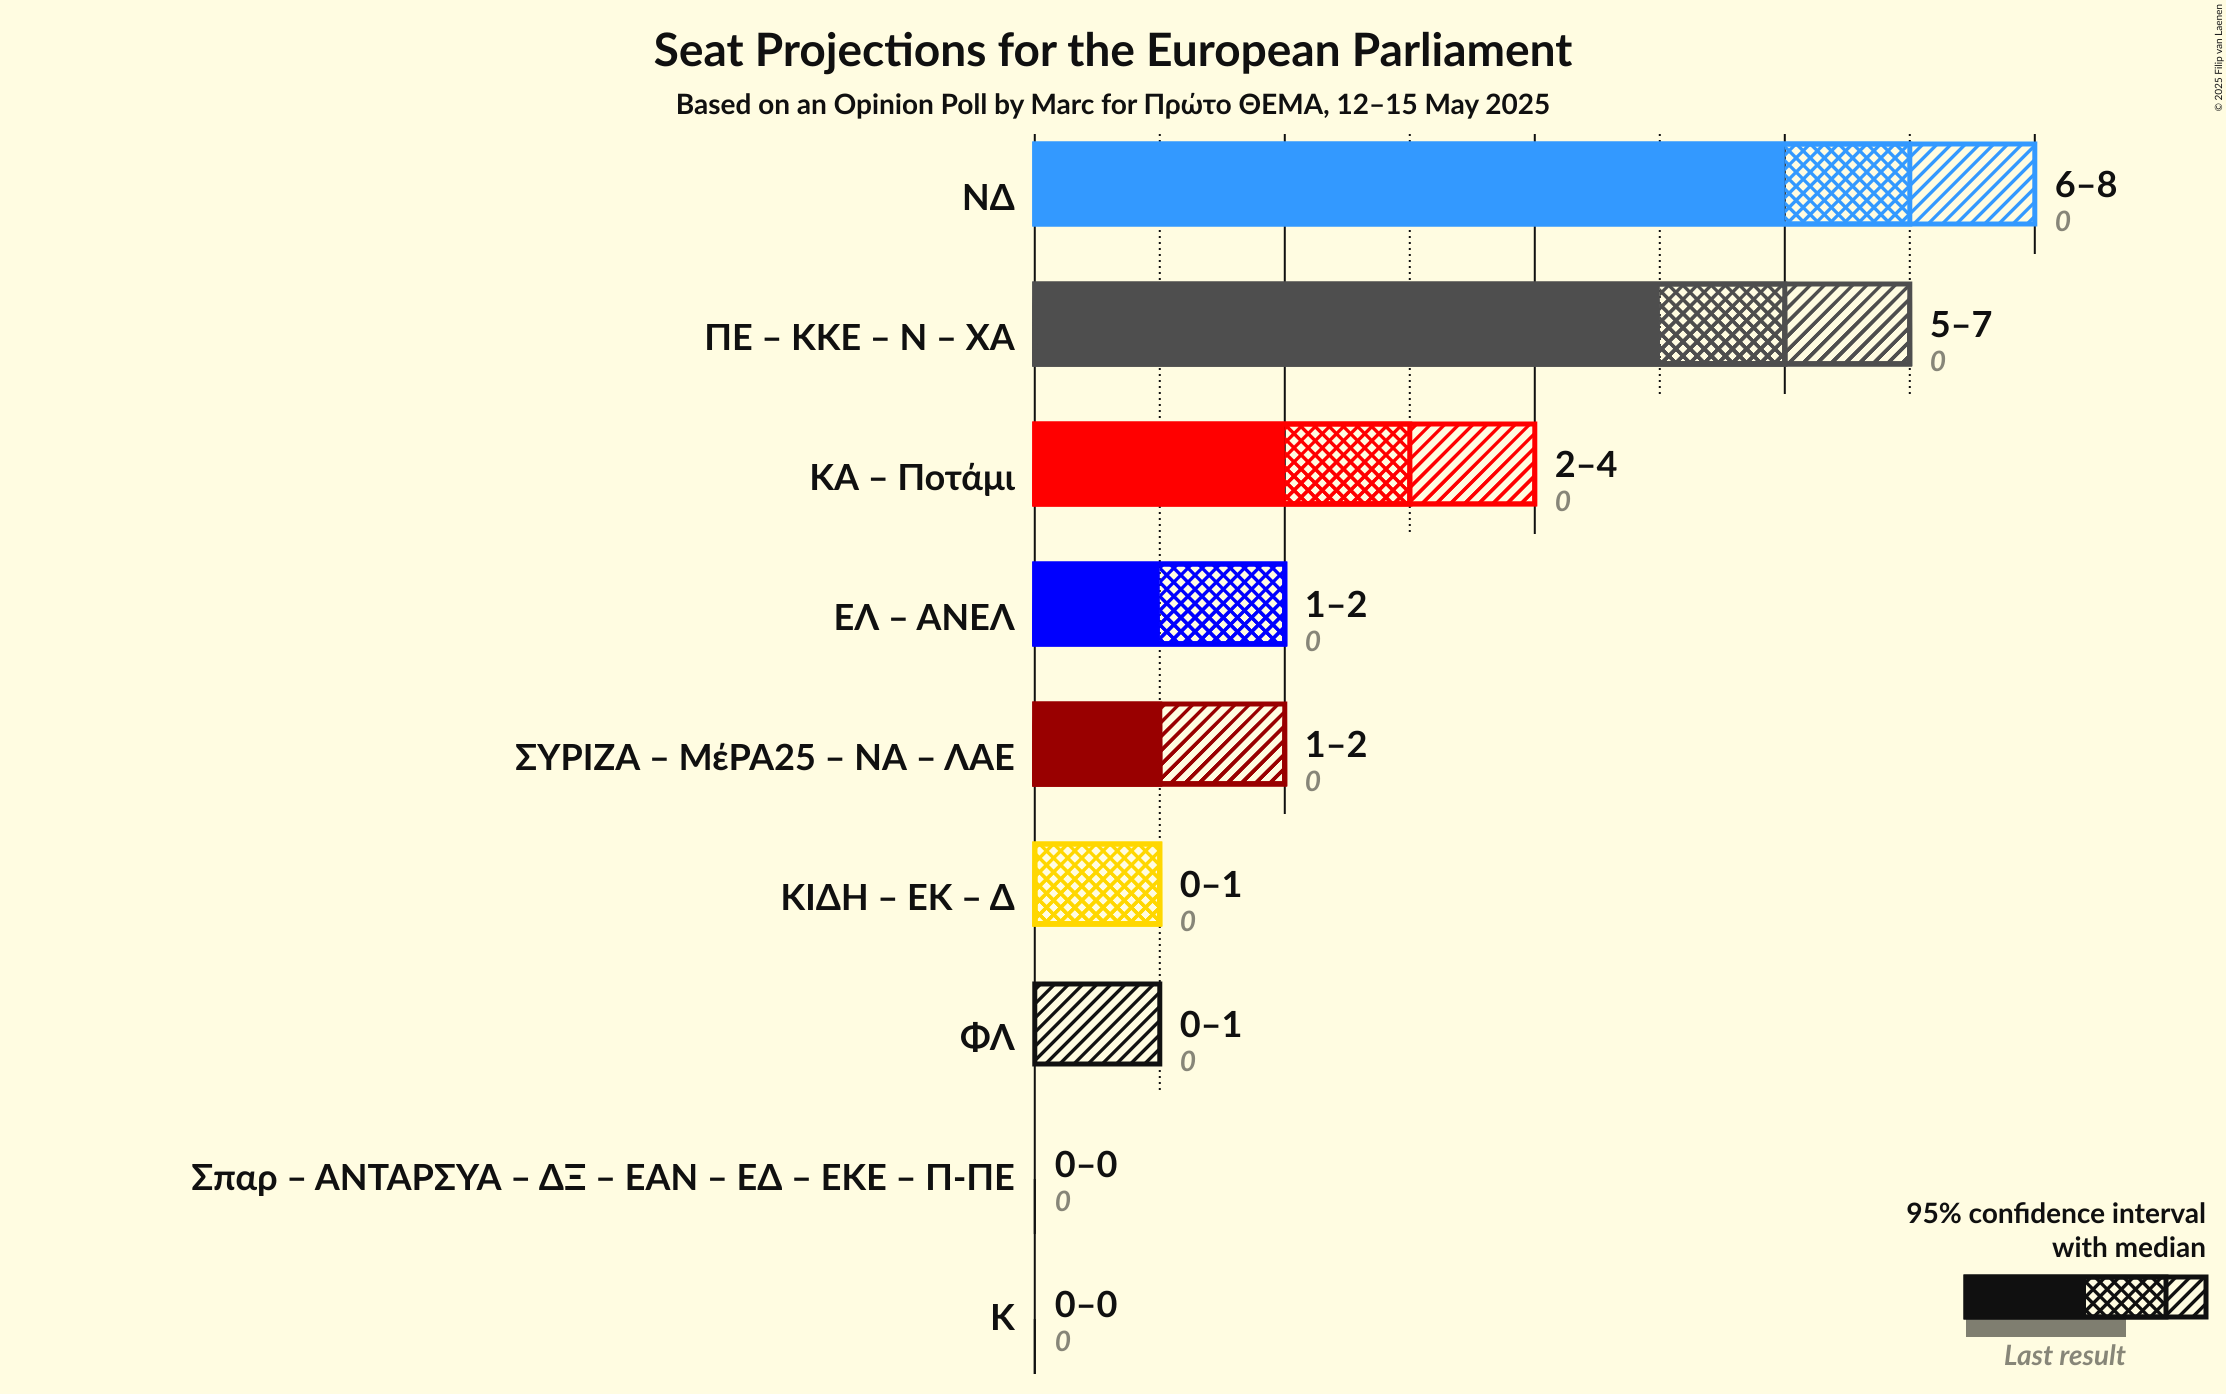 Seat Projections for the European Parliament
Based on an Opinion Poll by Marc for Πρώτο ΘΕΜΑ, 12–15 May 2025
© 2025 Filip van Laenen
ΝΔ
6–8
0
ΠΕ – ΚΚΕ – Ν – ΧΑ
5–7
0
ΚΑ – Ποτάμι
2–4
0
ΕΛ – ΑΝΕΛ
1–2
0
ΣΥΡΙΖΑ – ΜέΡΑ25 – ΝΑ – ΛΑΕ
1–2
0
ΚΙΔΗ – ΕΚ – Δ
0–1
0
ΦΛ
0–1
0
Σπαρ – ΑΝΤΑΡΣΥΑ – ΔΞ – ΕΑΝ – ΕΔ – ΕΚΕ – Π-ΠΕ
0–0
0
Κ
0–0
0
95% confidence interval
with median
Last result